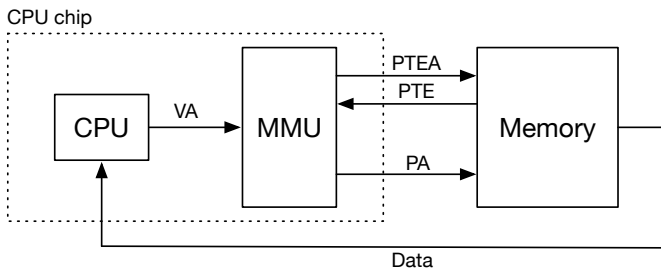 CPU chip
PTEA
PTE
VA
CPU
MMU
Memory
PA
Data